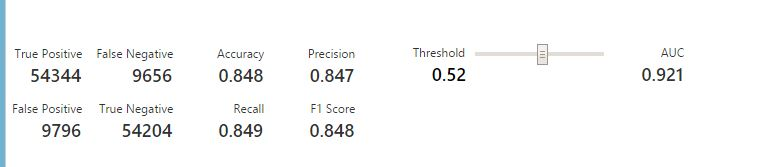 True Positive False Negative Accuracy Precision Threshold AUC
54344 9656 0.848 0.847 0.52 0.921
False Positive True Negative Recall F1 Score
9796 54204 0.849 0.848